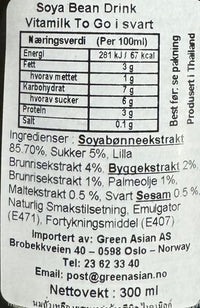 Soya Bean Drink
Vitamilk To Go i svart
Næringsverdi (Per 100ml)
Energi 281 kJ/ 67 kcal
Fett 3 g
hvorav mettet 1 g
Karbohydrat 7 g
hvorav sukker 6 g
Protein 3 g
Salt 0.1 g
Best før: se påkning
Produsert i Thailand
Ingredienser : Soyabønneekstrakt
85.70%, Sukker 5%, Lilla
Brunrisekstrakt 4%, Byggekstrakt 2%
Brunrisekstrakt 1%, Palmeolje 1%,
Maltekstrakt 0.5 %, Svart Sesam 0.5 %,
Naturlig Smakstilsetning, Emulgator
(E471), Fortykningsmiddel (E407)
Importert av: Green Asian AS
Brobekkveien 40 – 0598 Oslo – Norway
Tel: 23 62 33 40
Email: post@greenasian.no
Nettovekt : 300 ml